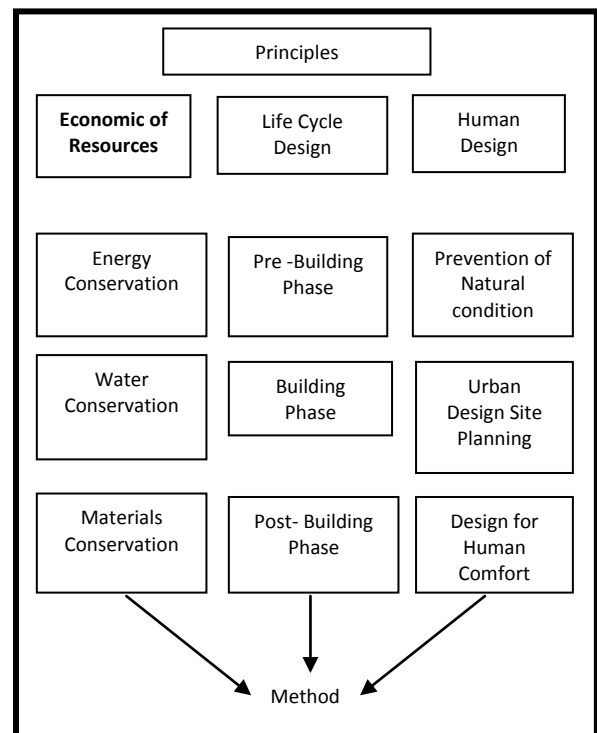 Principles
Economic of
Resources
Life Cycle
Design
Human
Design
Energy
Conservation
Pre -Building
Phase
Prevention of
Natural
condition
Water
Conservation
Building
Phase
Urban
Design Site
Planning
Materials
Conservation
Post- Building
Phase
Design for
Human
Comfort
Method